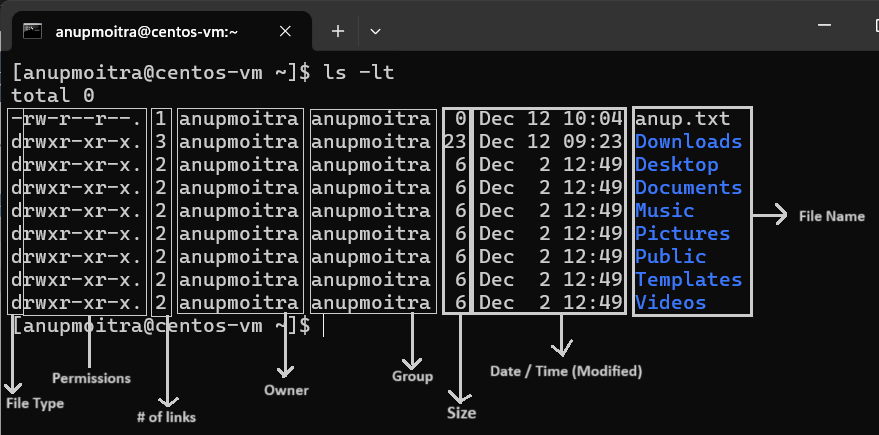 anupmoitra@centos-vm:~
[anupmoitra@centos-vm ~]$ ls -lt
total 0
-rw-r--r--. 1 anupmoitra anupmoitra 0 Dec 12 10:04 anup.txt
drwxr-xr-x. 3 anupmoitra anupmoitra 23 Dec 12 09:23 Downloads
drwxr-xr-x. 2 anupmoitra anupmoitra 6 Dec 2 12:49 Desktop
drwxr-xr-x. 2 anupmoitra anupmoitra 6 Dec 2 12:49 Documents
drwxr-xr-x. 2 anupmoitra anupmoitra 6 Dec 2 12:49 Music
drwxr-xr-x. 2 anupmoitra anupmoitra 6 Dec 2 12:49 Pictures
drwxr-xr-x. 2 anupmoitra anupmoitra 6 Dec 2 12:49 Public
drwxr-xr-x. 2 anupmoitra anupmoitra 6 Dec 2 12:49 Templates
drwxr-xr-x. 2 anupmoitra anupmoitra 6 Dec 2 12:49 Videos
[anupmoitra@centos-vm ~]$
File Name
File Type
Permissions
# of links
Owner
Group
Size
Date / Time (Modified)